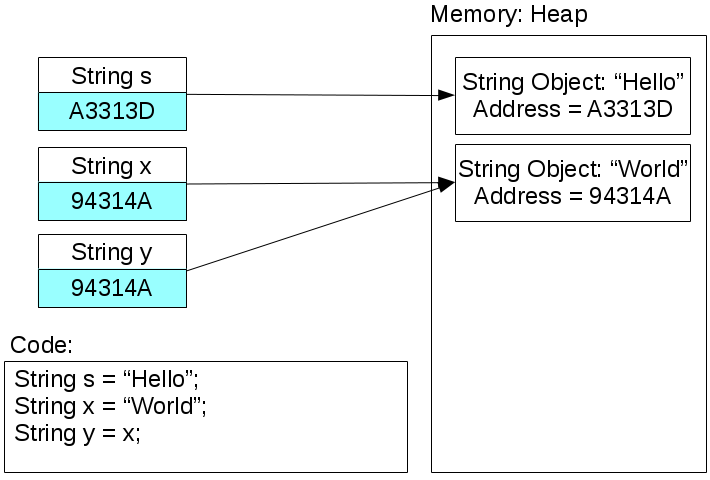 Memory: Heap
String s
A3313D
String Object: “Hello”
Address = A3313D
String x
94314A
String Object: “World”
Address = 94314A
String y
94314A
Code:
String s = “Hello”;
String x = “World”;
String y = x;